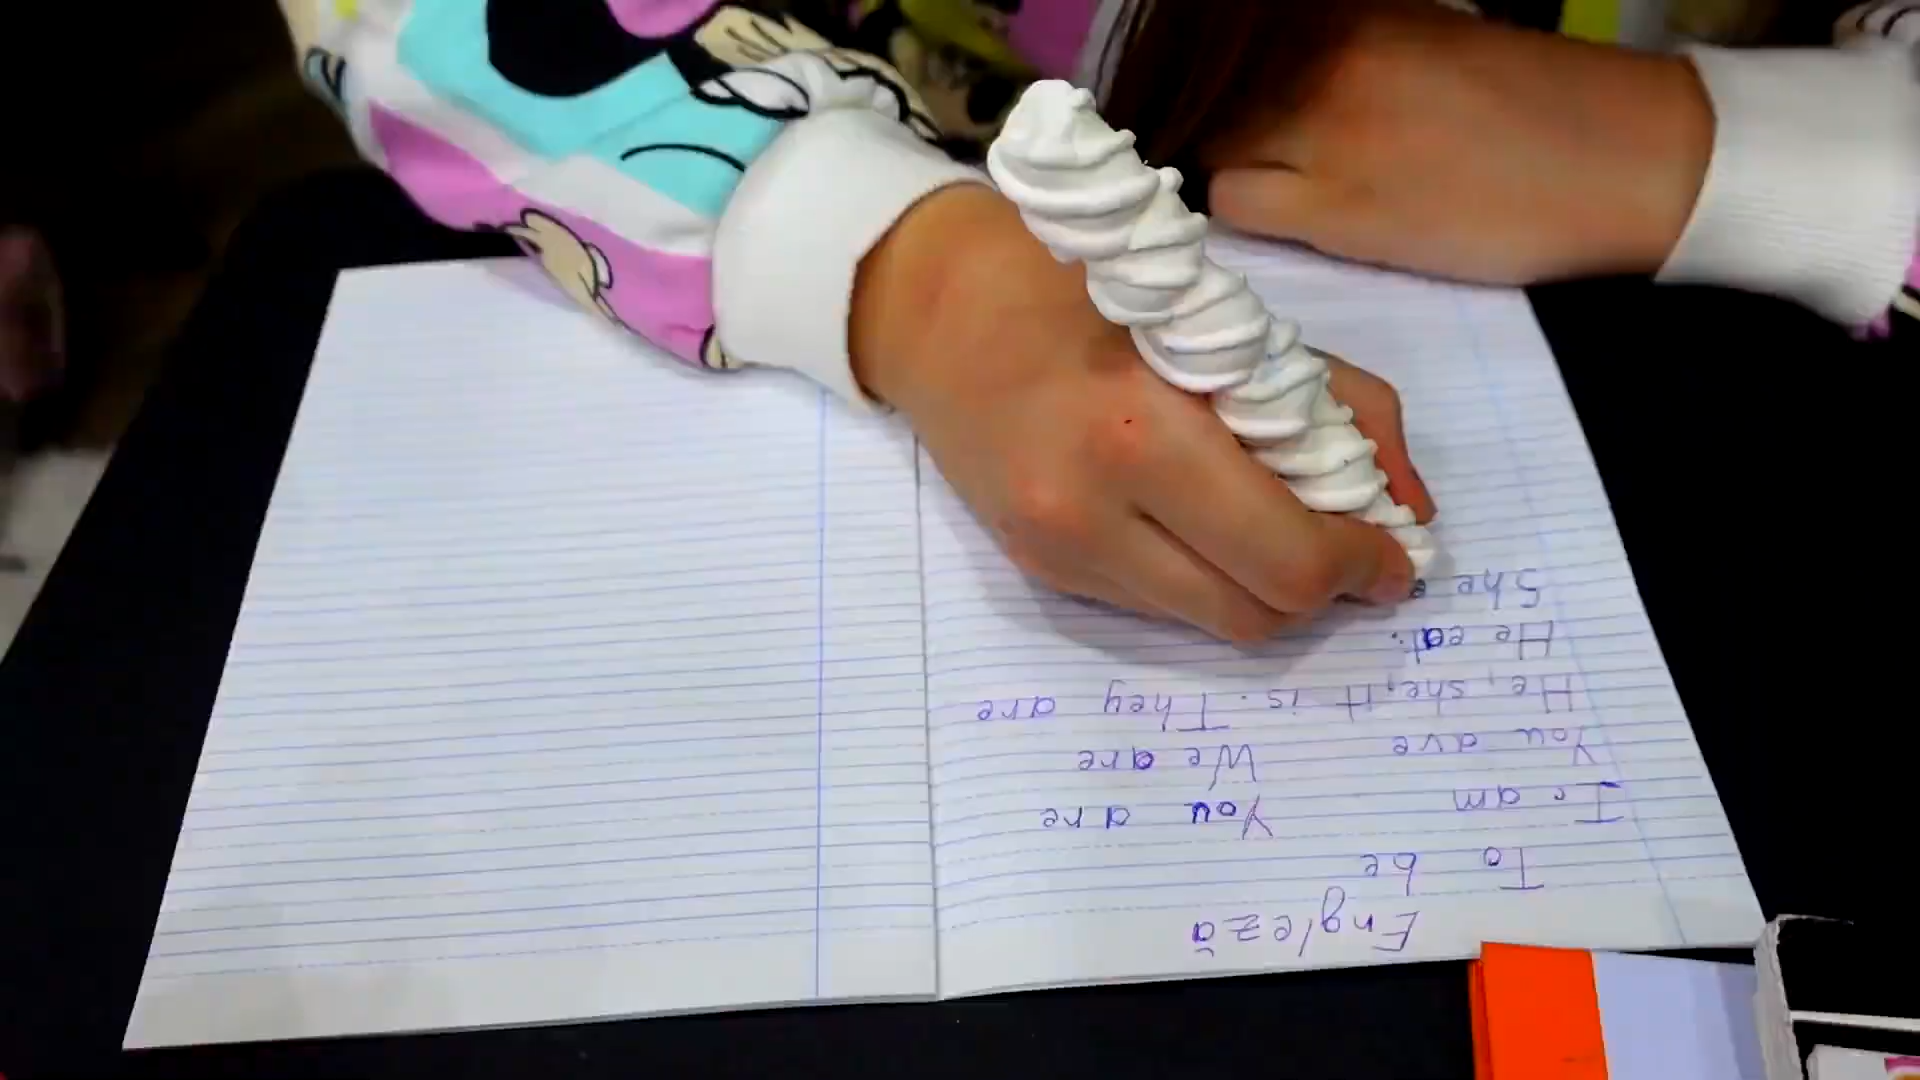 Engleză
To be
I am You are
You are We are
He, she, it is. They are
He eat.
She e